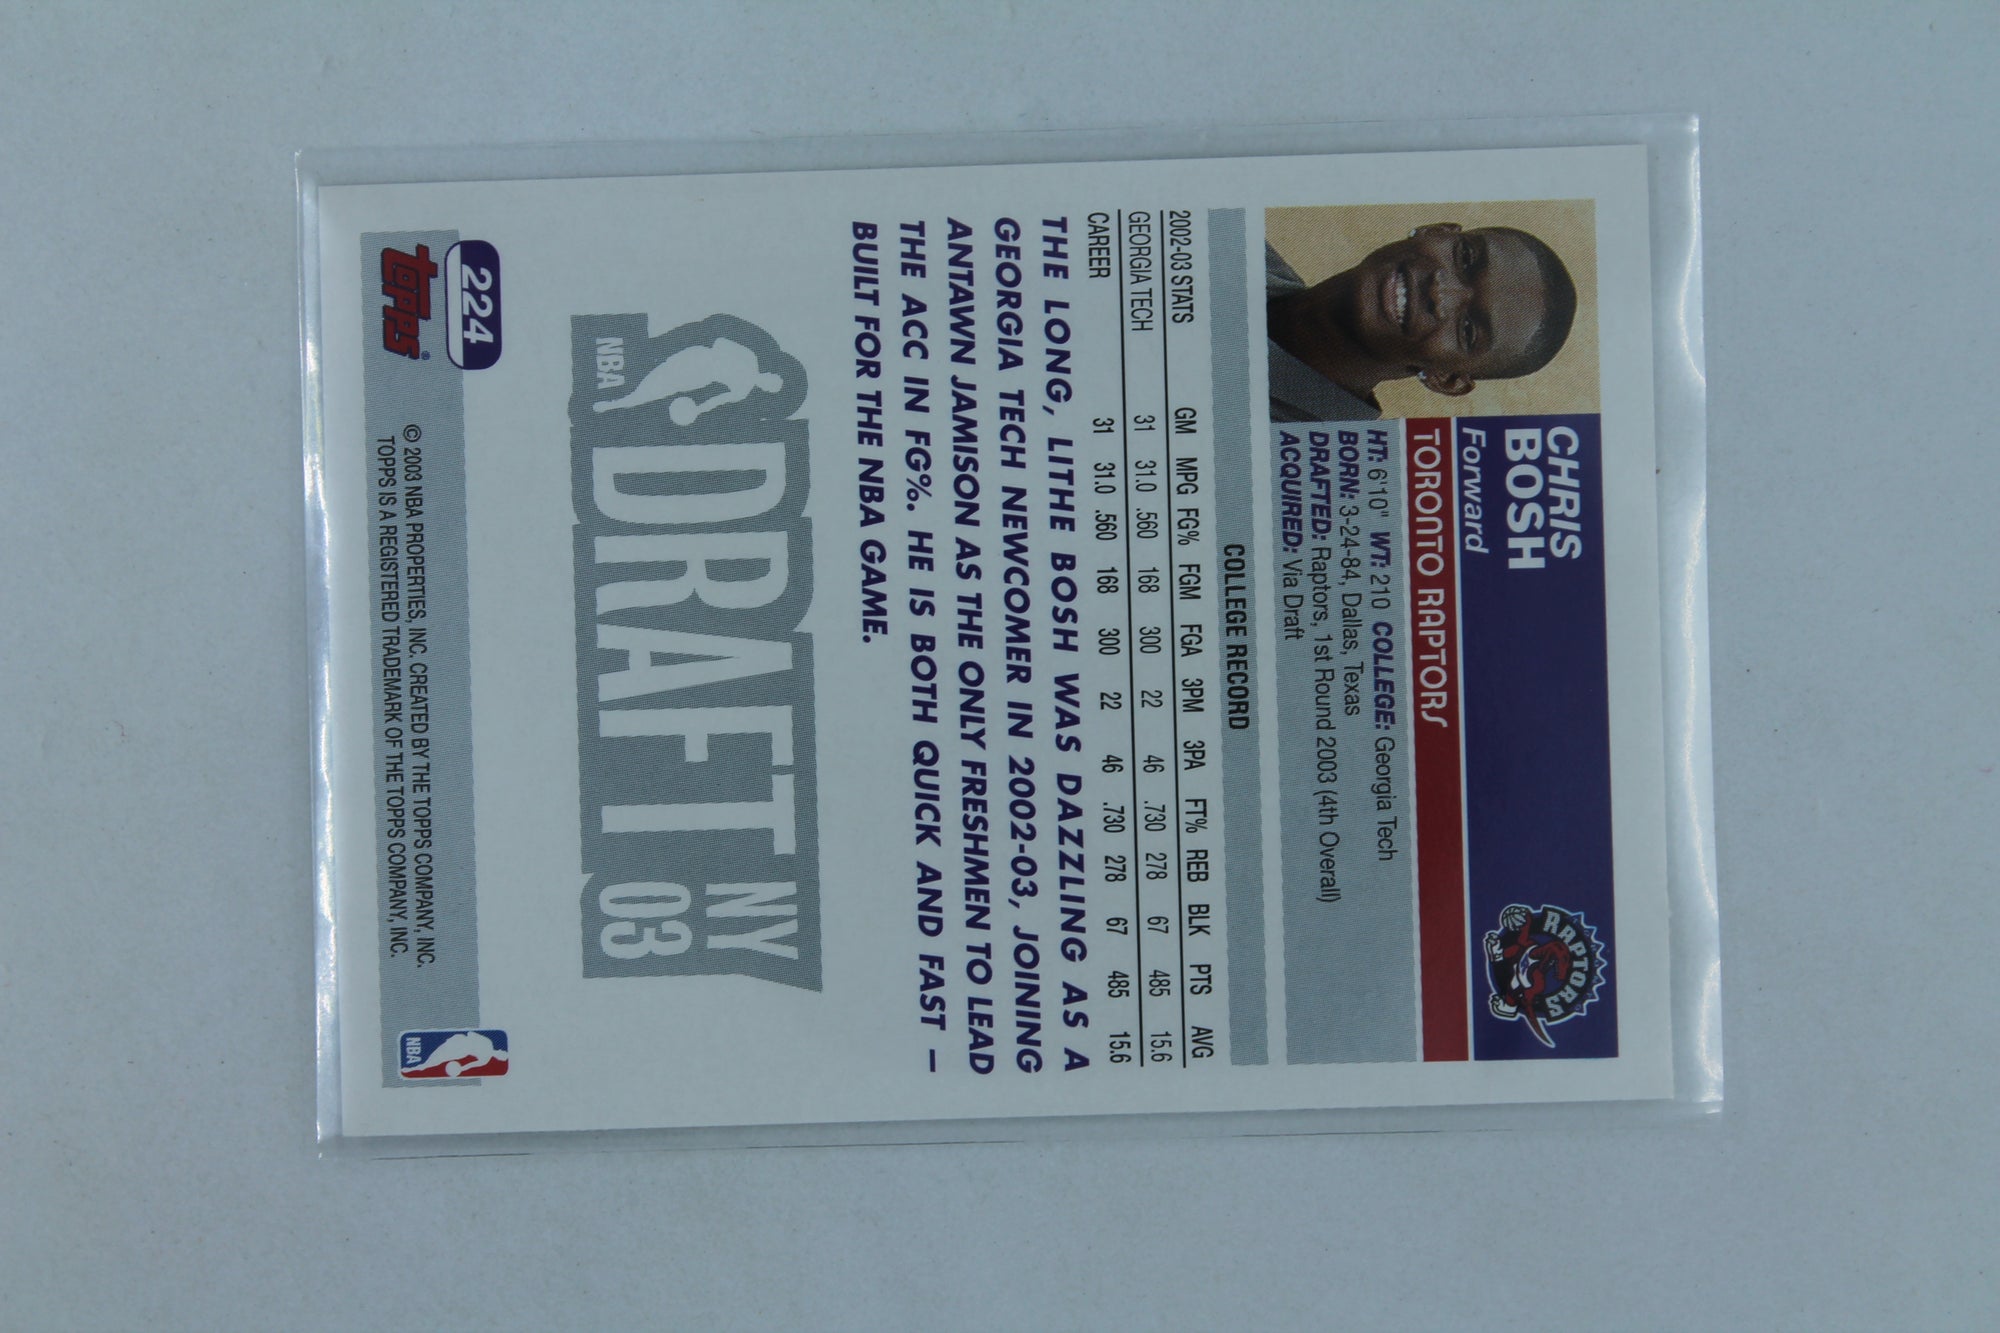 CHRIS
BOSH
Forward
RAPTORS
TORONTO RAPTORS
HT: 6'10" WT: 210 COLLEGE: Georgia Tech
BORN: 3-24-84, Dallas, Texas
DRAFTED: Raptors, 1st Round 2003 (4th Overall)
ACQUIRED: Via Draft
COLLEGE RECORD
2002-03 STATS GM MPG FG% FGM FGA 3PM 3PA FT% REB BLK PTS AVG
GEORGIA TECH 31 31.0 .560 168 300 22 46 .730 278 67 485 15.6
CAREER 31 31.0 .560 168 300 22 46 .730 278 67 485 15.6
THE LONG, LITHE BOSH WAS DAZZLING AS A
GEORGIA TECH NEWCOMER IN 2002-03, JOINING
ANTAWN JAMISON AS THE ONLY FRESHMEN TO LEAD
THE ACC IN FG%. HE IS BOTH QUICK AND FAST –
BUILT FOR THE NBA GAME.
NBA
DRAFT
NY
03
224
TOPPS®
© 2003 NBA PROPERTIES, INC. CREATED BY THE TOPPS COMPANY, INC.
TOPPS IS A REGISTERED TRADEMARK OF THE TOPPS COMPANY, INC.
NBA